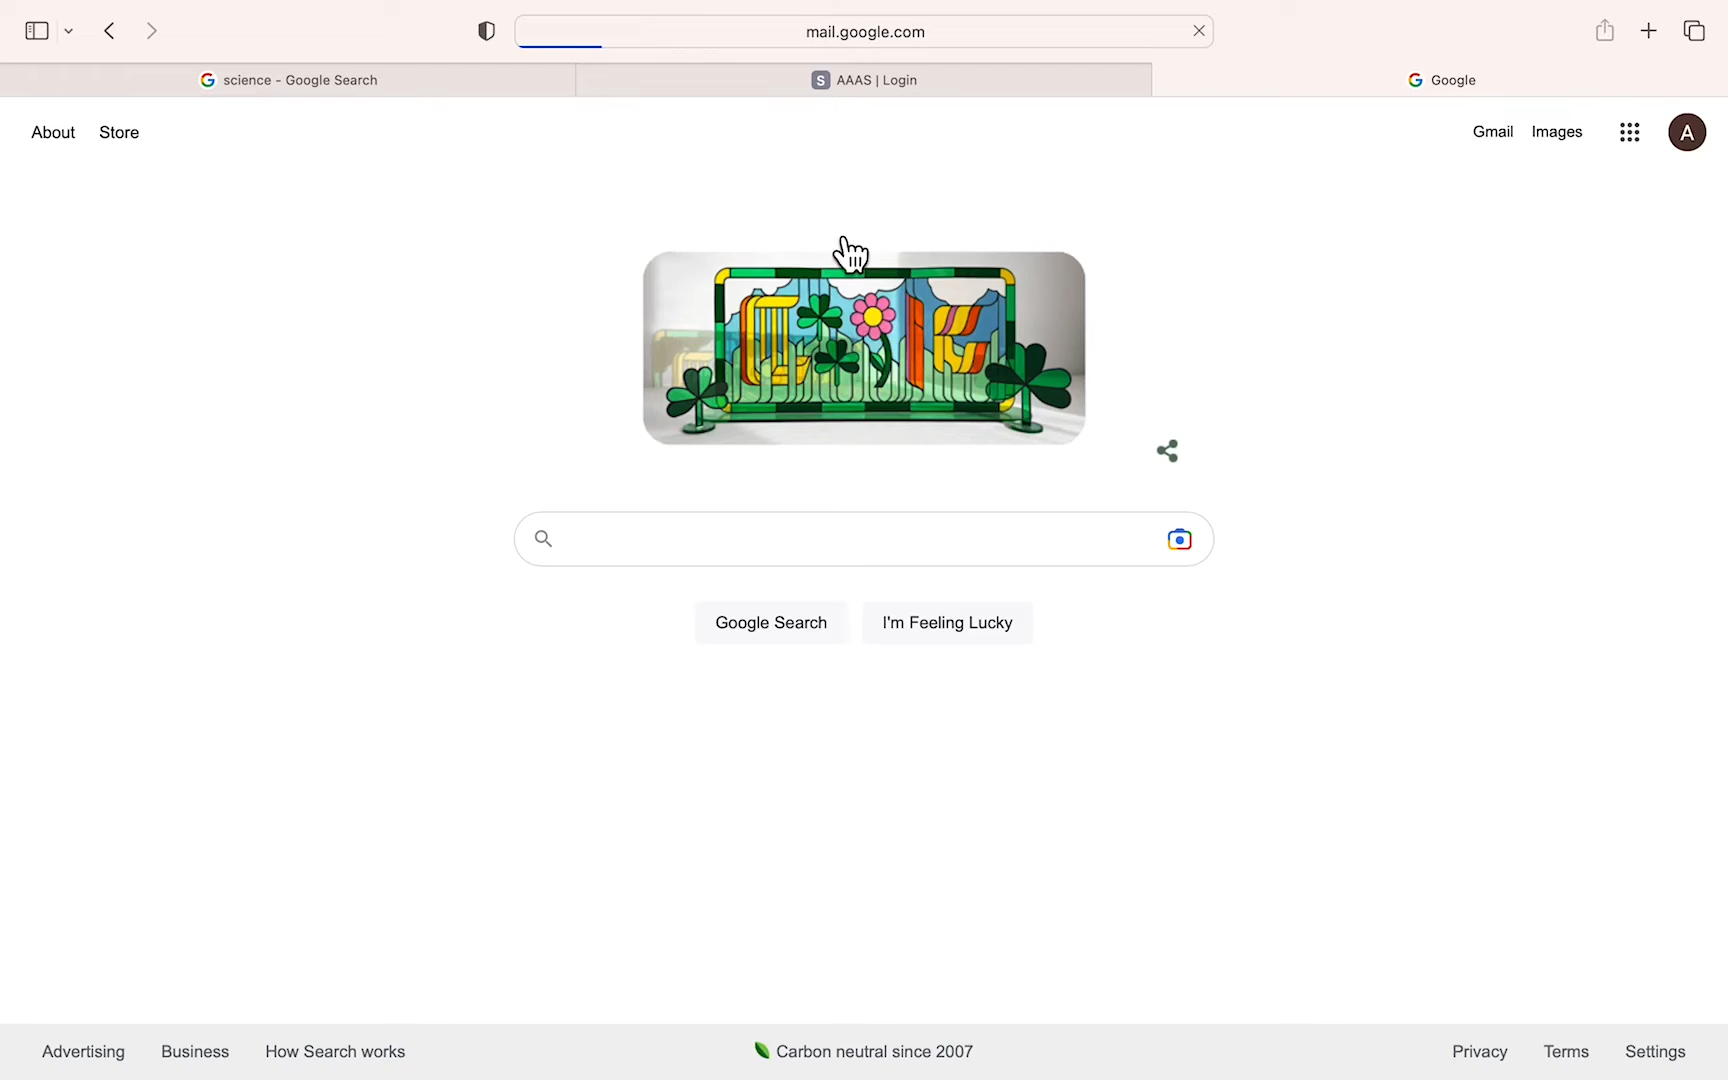 mail.google.com
science - Google Search
S AAAS | Login
G Google
About Store
Gmail Images
A
Google Search
I'm Feeling Lucky
Advertising Business How Search works
Carbon neutral since 2007
Privacy Terms Settings